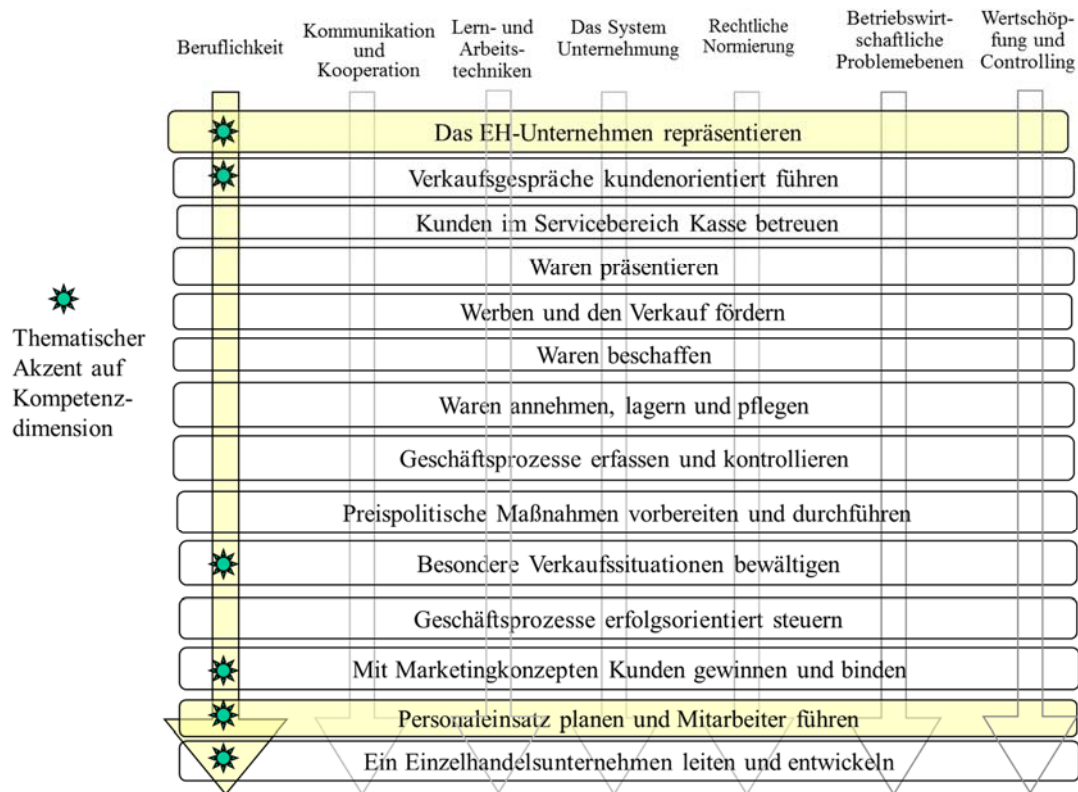 Beruflichkeit
Kommunikation
und
Kooperation
Lern- und
Arbeits-
techniken
Das System
Unternehmung
Rechtliche
Normierung
Betriebswirt-
schaftliche
Problemebenen
Wertschöp-
fung und
Controlling
Das EH-Unternehmen repräsentieren
Verkaufsgespräche kundenorientiert führen
Kunden im Servicebereich Kasse betreuen
Waren präsentieren
Werben und den Verkauf fördern
Waren beschaffen
Waren annehmen, lagern und pflegen
Geschäftsprozesse erfassen und kontrollieren
Preispolitische Maßnahmen vorbereiten und durchführen
Besondere Verkaufssituationen bewältigen
Geschäftsprozesse erfolgsorientiert steuern
Mit Marketingkonzepten Kunden gewinnen und binden
Personaleinsatz planen und Mitarbeiter führen
Ein Einzelhandelsunternehmen leiten und entwickeln
Thematischer
Akzent auf
Kompetenz-
dimension